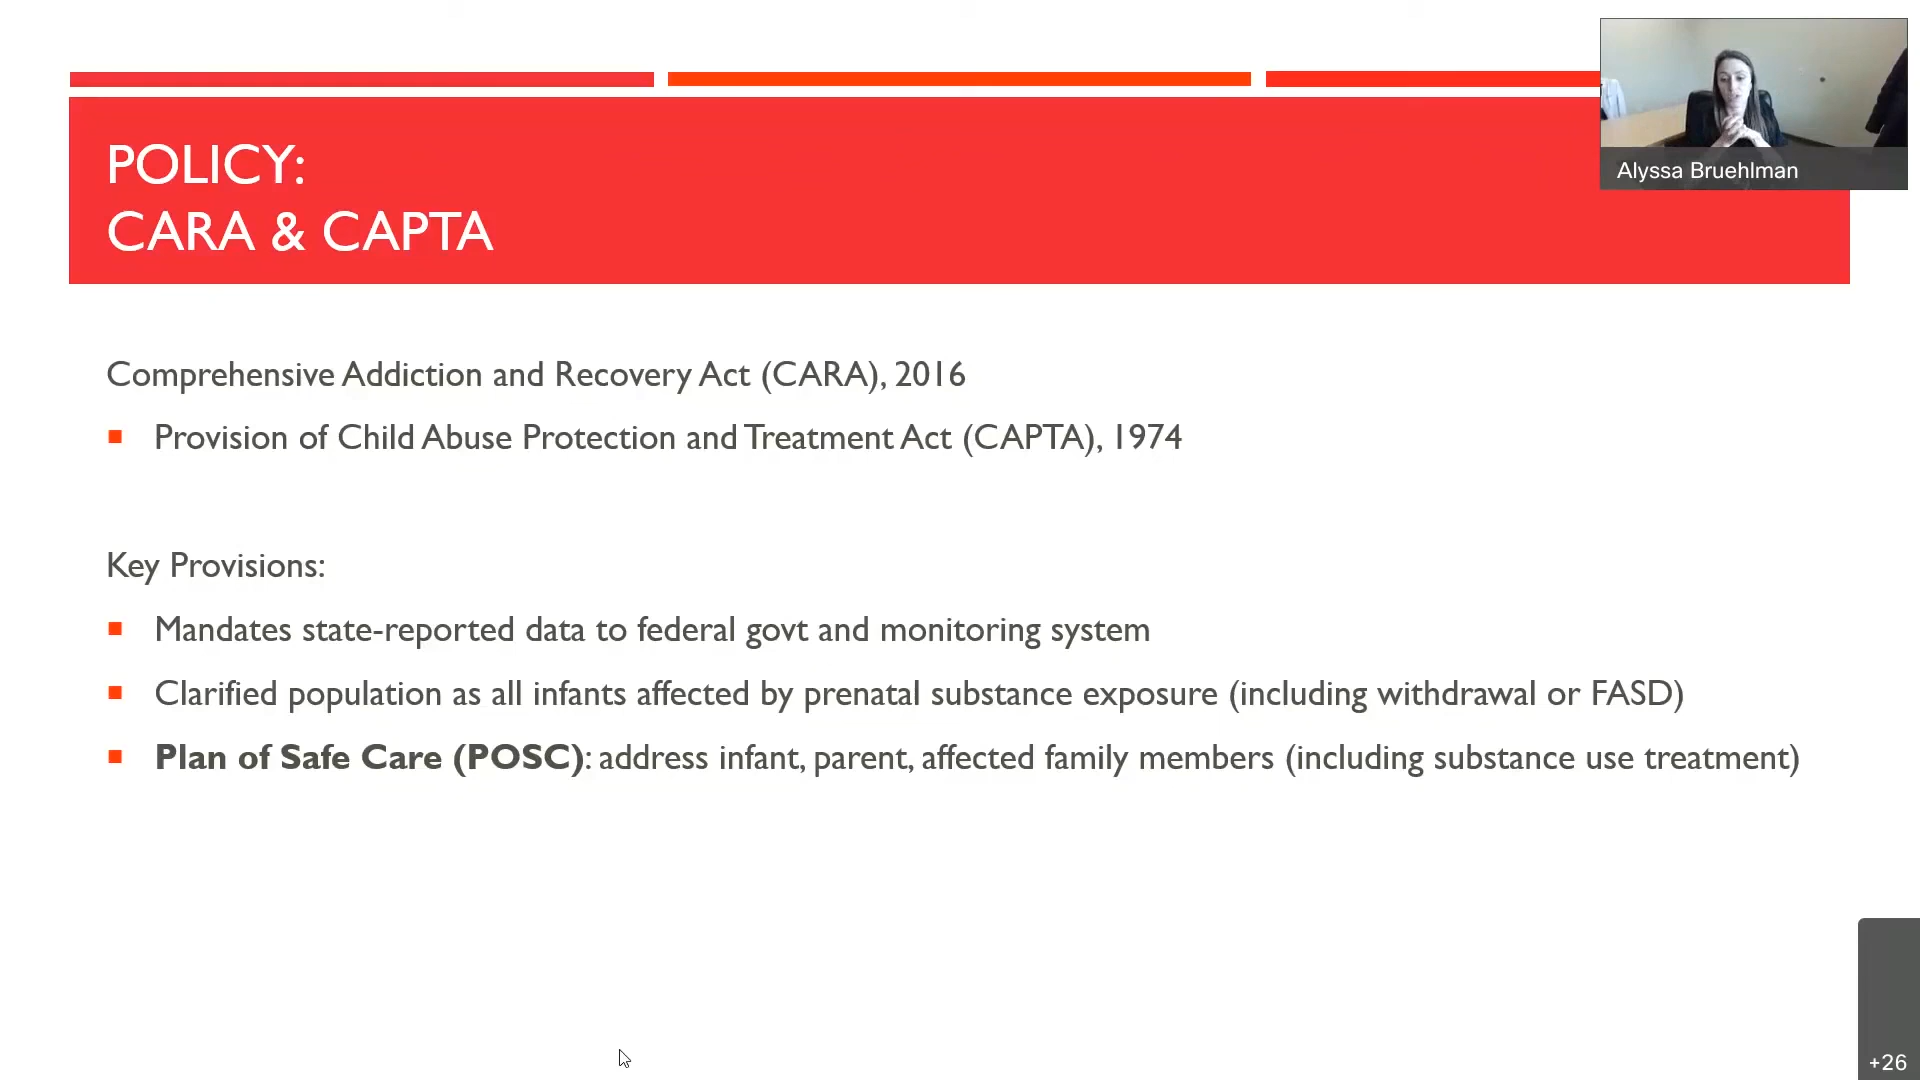 POLICY:
CARA & CAPTA
Alyssa Bruehlman
Comprehensive Addiction and Recovery Act (CARA), 2016
Provision of Child Abuse Protection and Treatment Act (CAPTA), 1974
Key Provisions:
Mandates state-reported data to federal govt and monitoring system
Clarified population as all infants affected by prenatal substance exposure (including withdrawal or FASD)
Plan of Safe Care (POSC): address infant, parent, affected family members (including substance use treatment)
+26